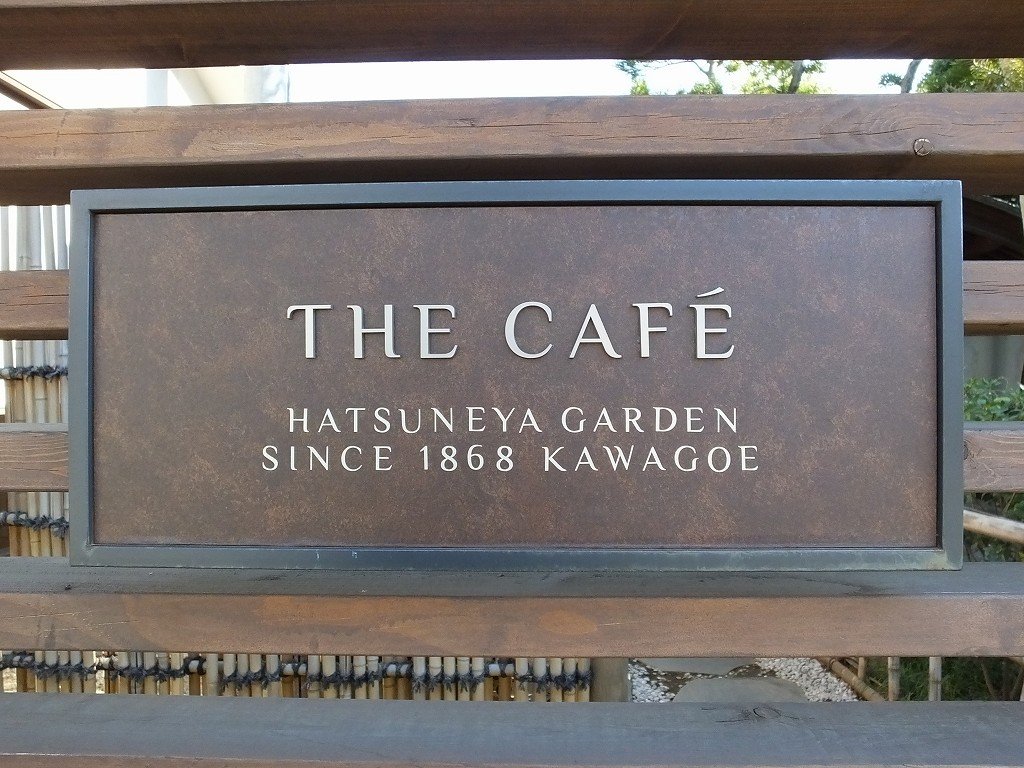 THE CAFÉ
HATSUNEYA GARDEN
SINCE 1868 KAWAGOE